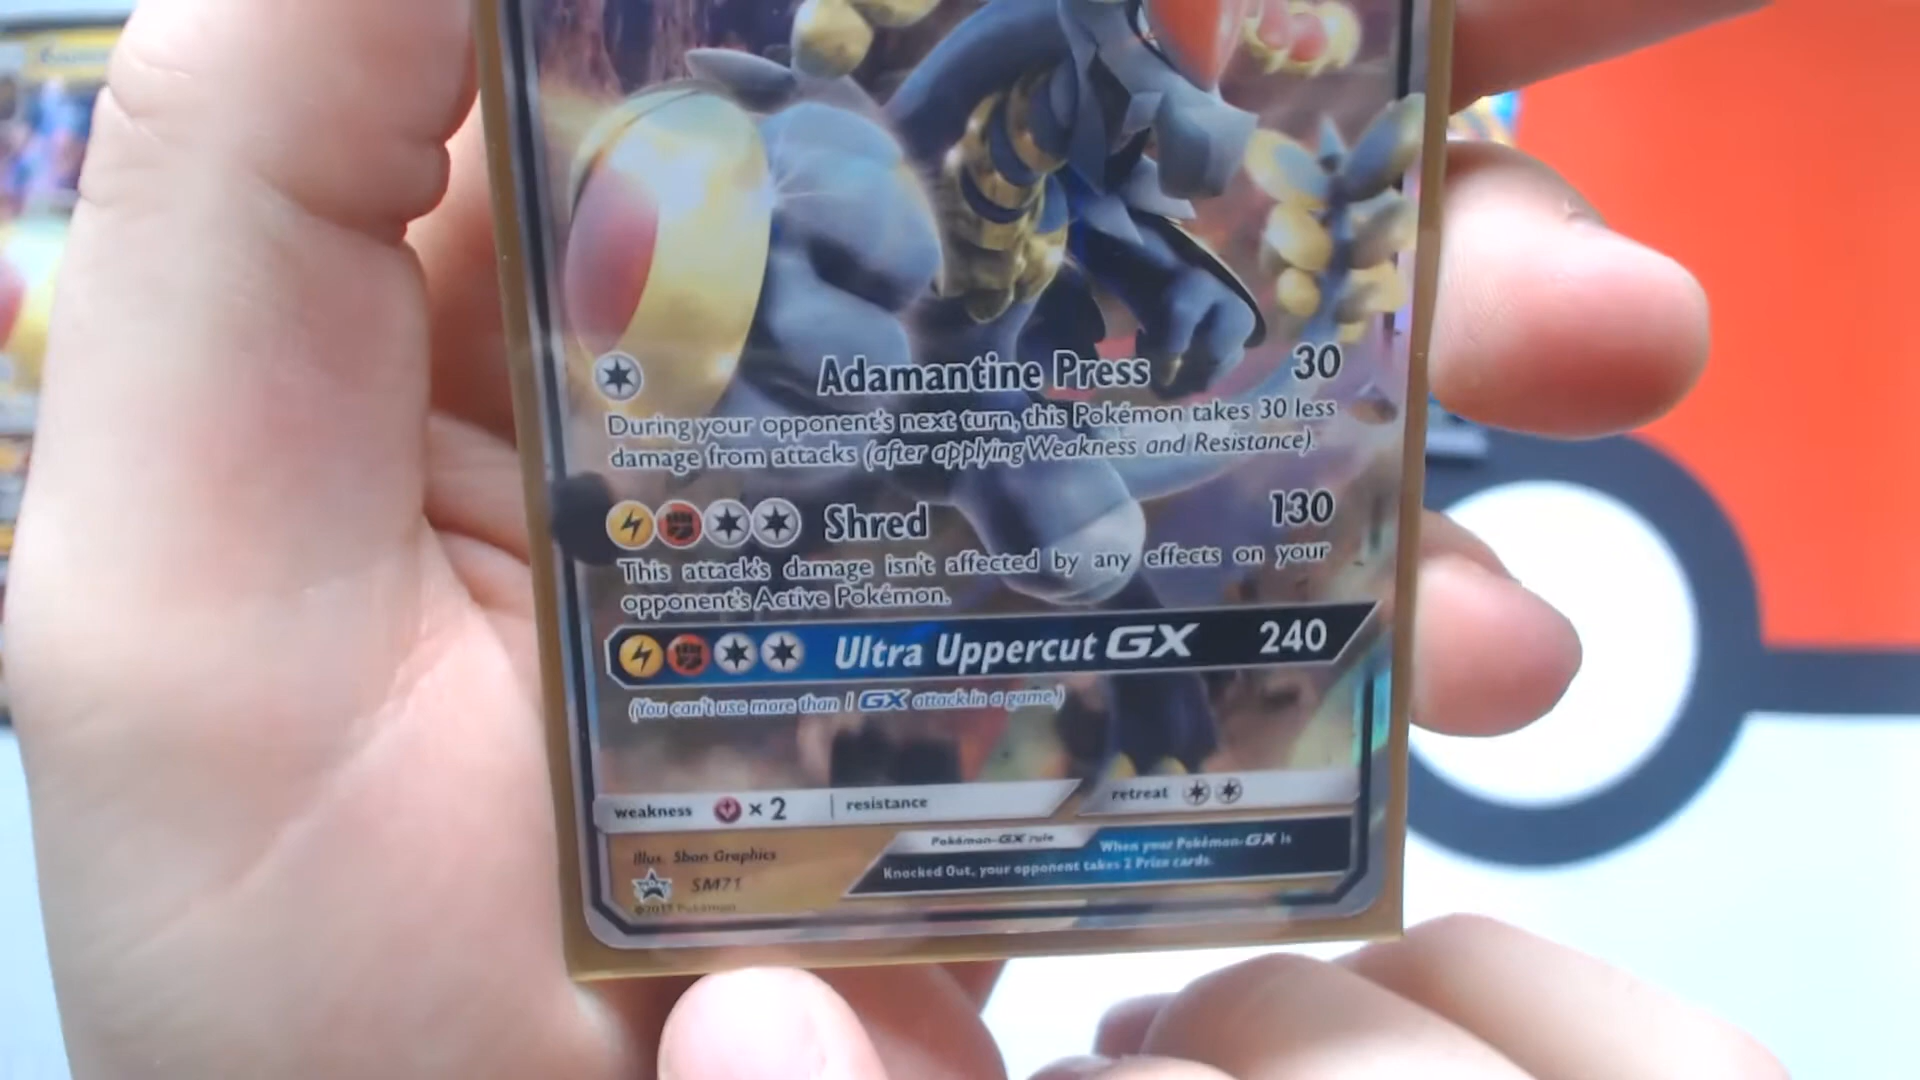 Adamantine Press 30
During your opponent's next turn, this Pokémon takes 30 less
damage from attacks (after applying Weakness and Resistance).
Shred 130
This attack's damage isn't affected by any effects on your
opponent's Active Pokémon.
Ultra Uppercut GX 240
(You can't use more than 1 GX attack in a game.)
weakness ×2 resistance retreat
Pokémon-GX rule When your Pokémon-GX is
Knocked Out, your opponent takes 2 Prize cards.
Illus. 5ban Graphics
SM71
©2017 Pokémon